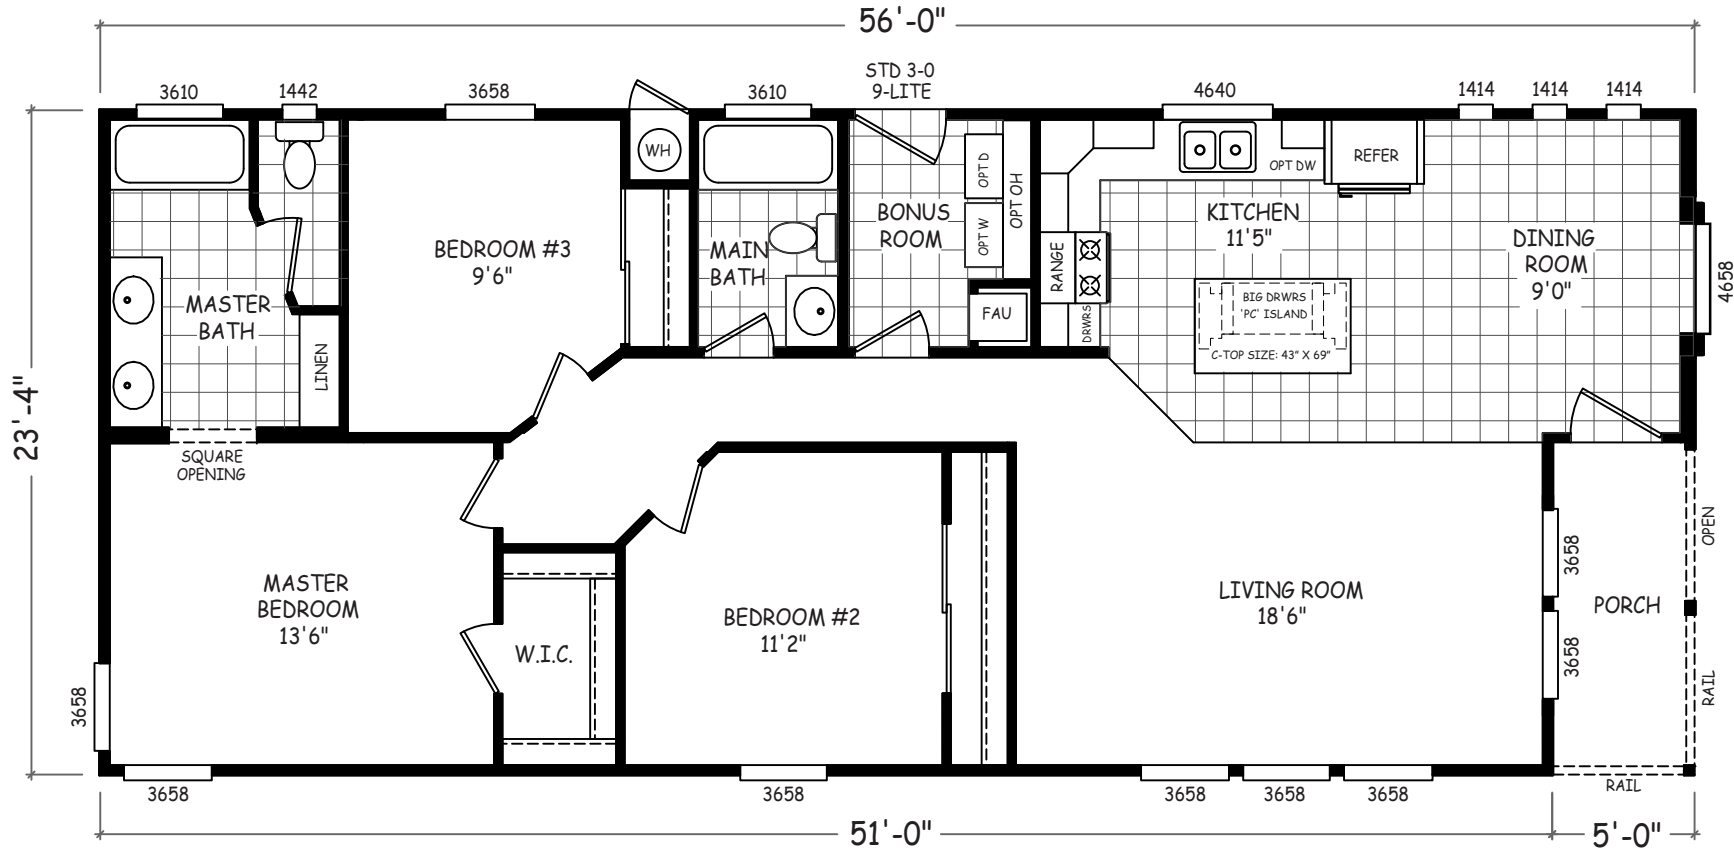 56'-0"
3610
1442
3658
3610
STD 3-0
9-LITE
4640
1414
1414
1414
WH
OPT D
OPT W
OPT OH
OPT DW
REFER
BEDROOM #3
9'6"
MAIN
BATH
BONUS
ROOM
KITCHEN
11'5"
DINING
ROOM
9'0"
4658
RANGE
DRWRS
FAU
BIG DRWRS
'PC' ISLAND
C-TOP SIZE: 43" X 69"
MASTER
BATH
LINEN
23'-4"
SQUARE
OPENING
MASTER
BEDROOM
13'6"
W.I.C.
BEDROOM #2
11'2"
LIVING ROOM
18'6"
3658
3658
PORCH
OPEN
RAIL
3658
3658
3658
3658
3658
3658
RAIL
51'-0"
5'-0"